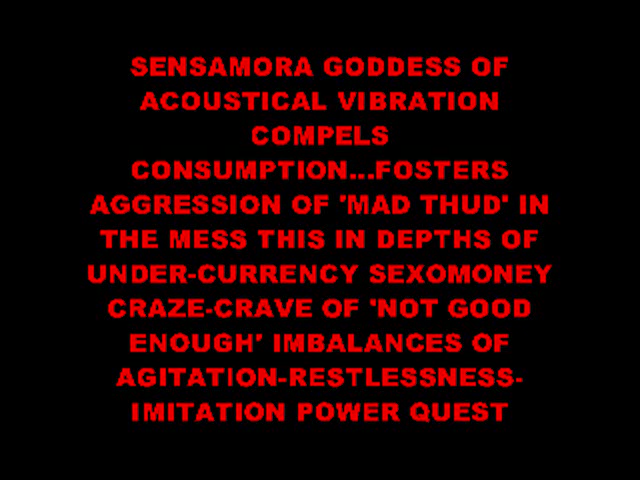 SENSAMORA GODDESS OF
ACOUSTICAL VIBRATION
COMPELS
CONSUMPTION...FOSTERS
AGGRESSION OF 'MAD THUD' IN
THE MESS THIS IN DEPTHS OF
UNDER-CURRENCY SEXOMONEY
CRAZE-CRAVE OF 'NOT GOOD
ENOUGH' IMBALANCES OF
AGITATION-RESTLESSNESS-
IMITATION POWER QUEST